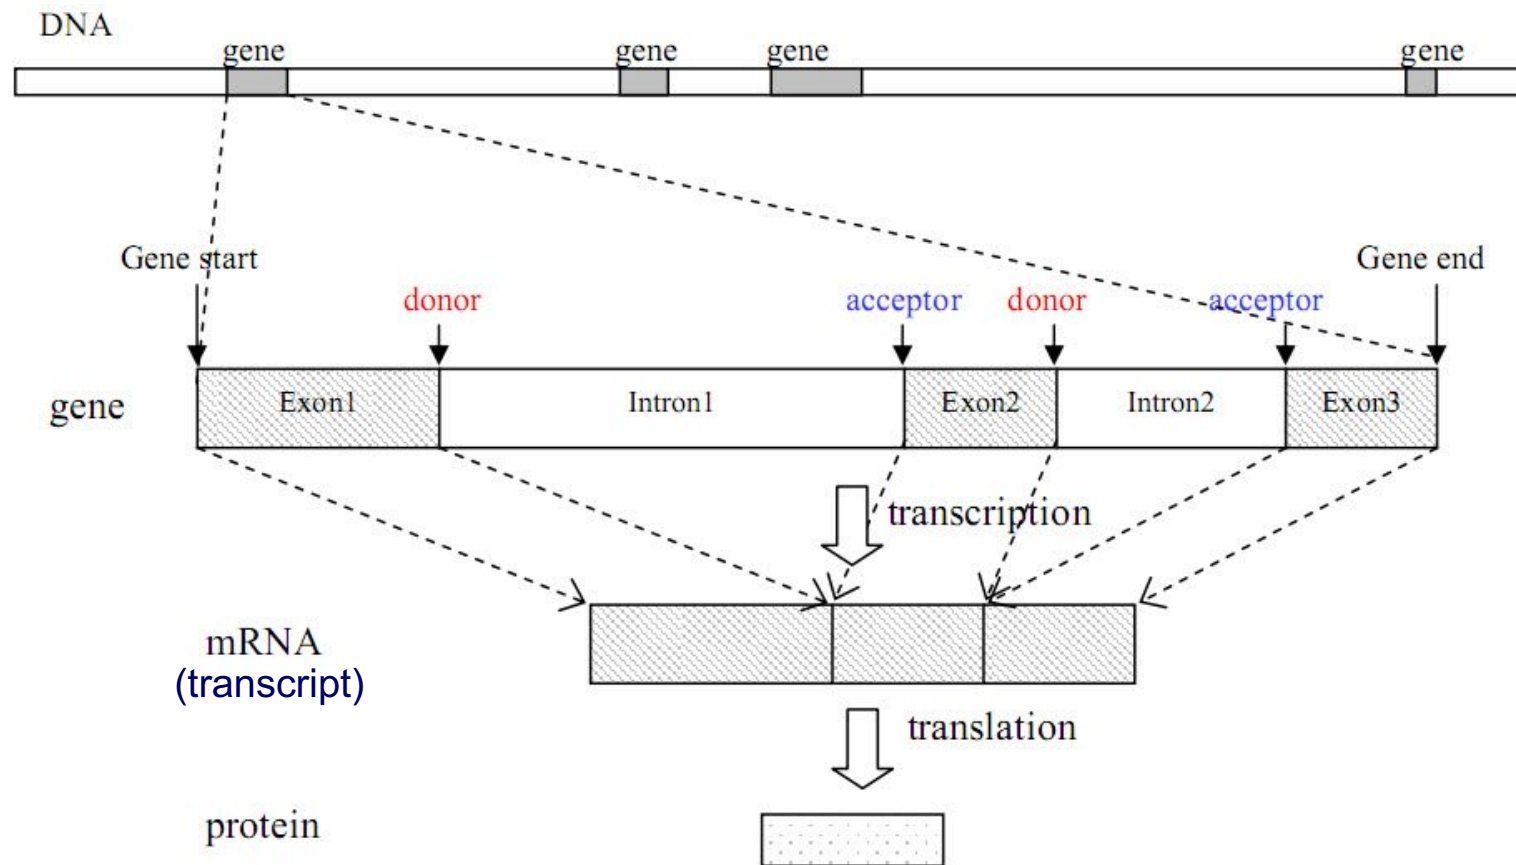 DNA
gene gene gene gene
Gene start Gene end
donor acceptor donor acceptor
gene Exon1 Intron1 Exon2 Intron2 Exon3
transcription
mRNA
(transcript)
translation
protein